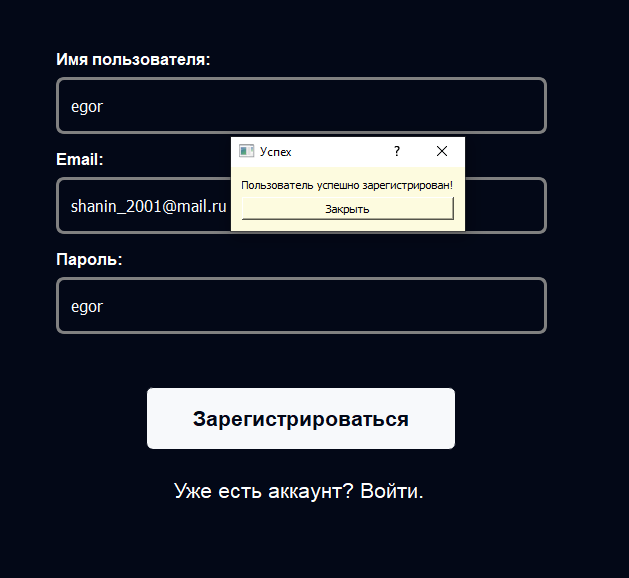 Имя пользователя:
egor
Успех
?
Email:
Пользователь успешно зарегистрирован!
shanin_2001@mail.ru
Закрыть
Пароль:
egor
Зарегистрироваться
Уже есть аккаунт? Войти.